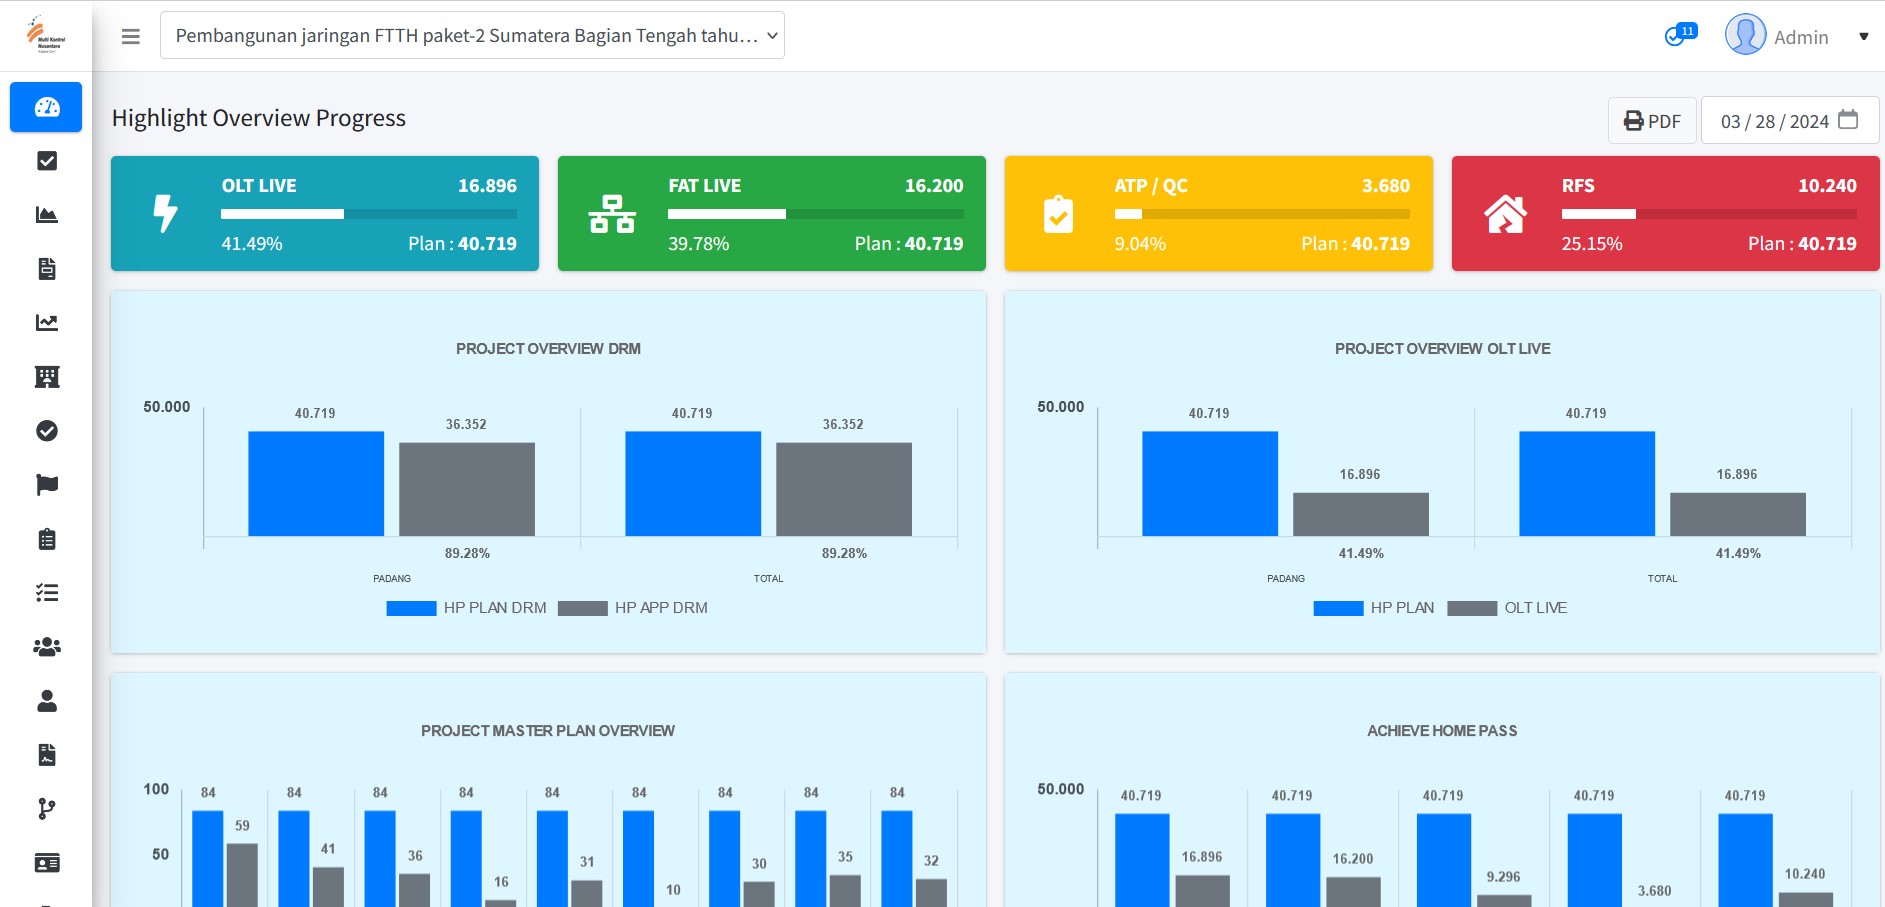 Multi Kontrol
Nusantara
Pembangunan jaringan FTTH paket-2 Sumatera Bagian Tengah tahu...
11
Admin
Highlight Overview Progress
PDF
03 / 28 / 2024
OLT LIVE 16.896
41.49% Plan : 40.719
FAT LIVE 16.200
39.78% Plan : 40.719
ATP / QC 3.680
9.04% Plan : 40.719
RFS 10.240
25.15% Plan : 40.719
PROJECT OVERVIEW DRM
50.000
40.719 36.352 40.719 36.352
89.28% 89.28%
PADANG TOTAL
HP PLAN DRM HP APP DRM
PROJECT OVERVIEW OLT LIVE
50.000
40.719 16.896 40.719 16.896
41.49% 41.49%
PADANG TOTAL
HP PLAN OLT LIVE
PROJECT MASTER PLAN OVERVIEW
100
84 84 84 84 84 84 84 84 84
59 41 36 16 31 10 30 35 32
50
ACHIEVE HOME PASS
50.000
40.719 40.719 40.719 40.719 40.719
16.896 16.200 9.296 3.680 10.240